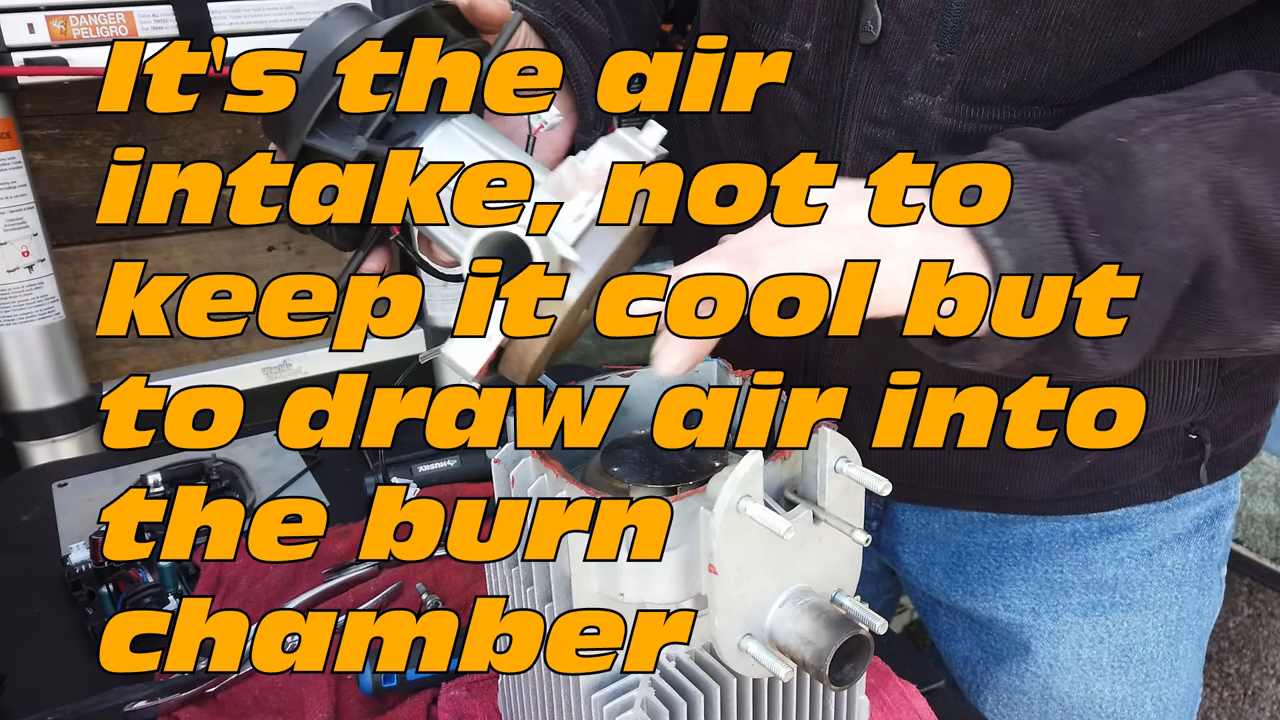 DANGER
PELIGRO
It's the air
intake, not to
keep it cool but
to draw air into
the burn
chamber
HUSKY